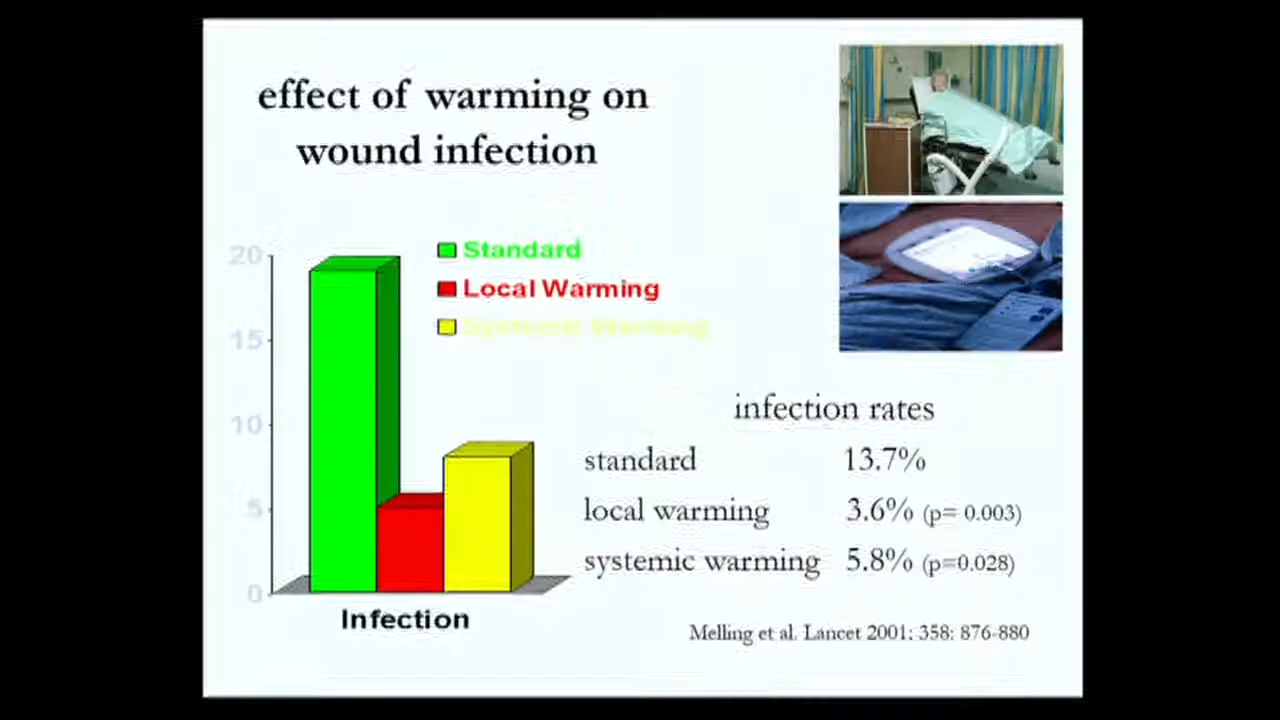 effect of warming on
wound infection
20
15
10
5
0
Standard
Local Warming
Systemic Warming
Infection
infection rates
standard 13.7%
local warming 3.6% (p= 0.003)
systemic warming 5.8% (p=0.028)
Melling et al. Lancet 2001; 358: 876-880